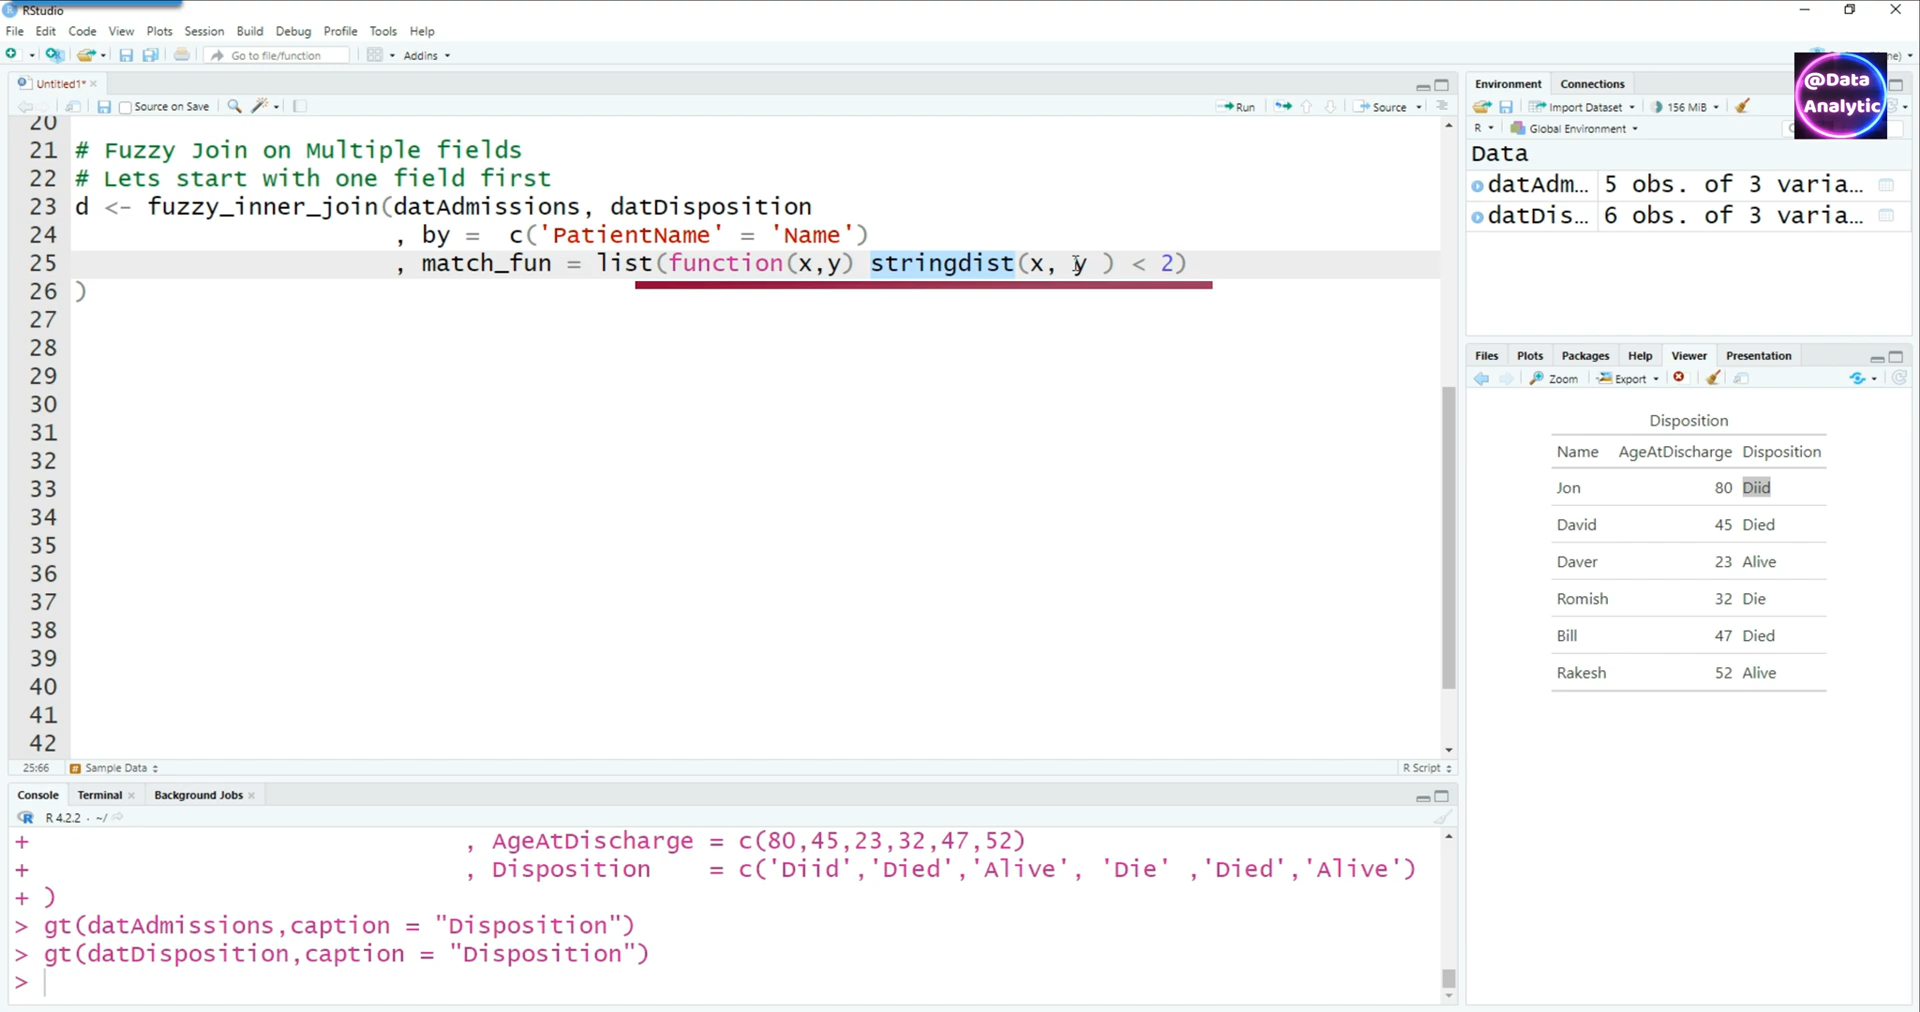 RStudio
File Edit Code View Plots Session Build Debug Profile Tools Help
Go to file/function Addins
Untitled1*
Source on Save Run Source
20
21 # Fuzzy Join on Multiple fields
22 # Lets start with one field first
23 d <- fuzzy_inner_join(datAdmissions, datDisposition
24 , by = c('PatientName' = 'Name')
25 , match_fun = list(function(x,y) stringdist(x, y ) < 2)
26 )
27
28
29
30
31
32
33
34
35
36
37
38
39
40
41
42
25:66 # Sample Data R Script
Console Terminal Background Jobs
R 4.2.2 · ~/
+ , AgeAtDischarge = c(80,45,23,32,47,52)
+ , Disposition = c('Diid','Died','Alive', 'Die' ,'Died','Alive')
+ )
> gt(datAdmissions,caption = "Disposition")
> gt(datDisposition,caption = "Disposition")
>
Environment Connections
@Data
Analytic
Import Dataset 156 MiB
R Global Environment
Data
datAdm... 5 obs. of 3 varia...
datDis... 6 obs. of 3 varia...
Files Plots Packages Help Viewer Presentation
Zoom Export
Disposition
Name AgeAtDischarge Disposition
Jon 80 Diid
David 45 Died
Daver 23 Alive
Romish 32 Die
Bill 47 Died
Rakesh 52 Alive